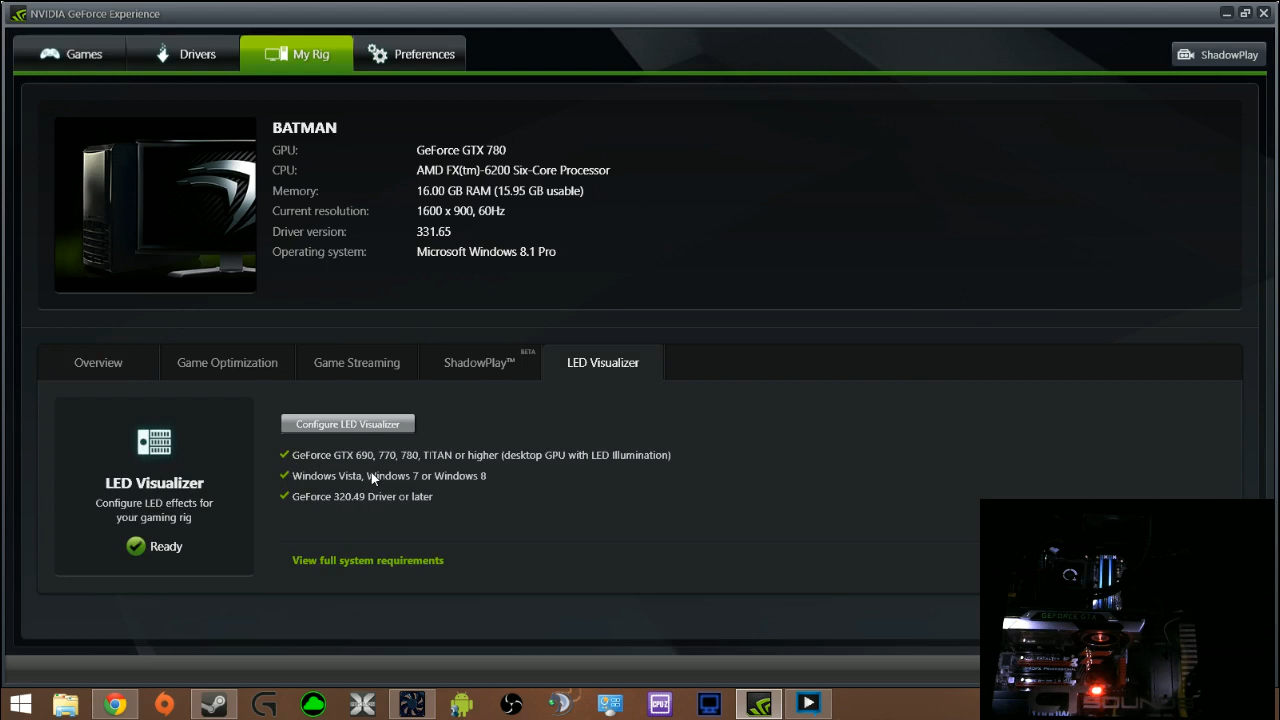 NVIDIA GeForce Experience
Games
Drivers
My Rig
Preferences
ShadowPlay
BATMAN
GPU: GeForce GTX 780
CPU: AMD FX(tm)-6200 Six-Core Processor
Memory: 16.00 GB RAM (15.95 GB usable)
Current resolution: 1600 x 900, 60Hz
Driver version: 331.65
Operating system: Microsoft Windows 8.1 Pro
Overview
Game Optimization
Game Streaming
ShadowPlay™ BETA
LED Visualizer
LED Visualizer
Configure LED effects for
your gaming rig
Ready
Configure LED Visualizer
GeForce GTX 690, 770, 780, TITAN or higher (desktop GPU with LED Illumination)
Windows Vista, Windows 7 or Windows 8
GeForce 320.49 Driver or later
View full system requirements
GEFORCE GTX
SOUND
CPUZ